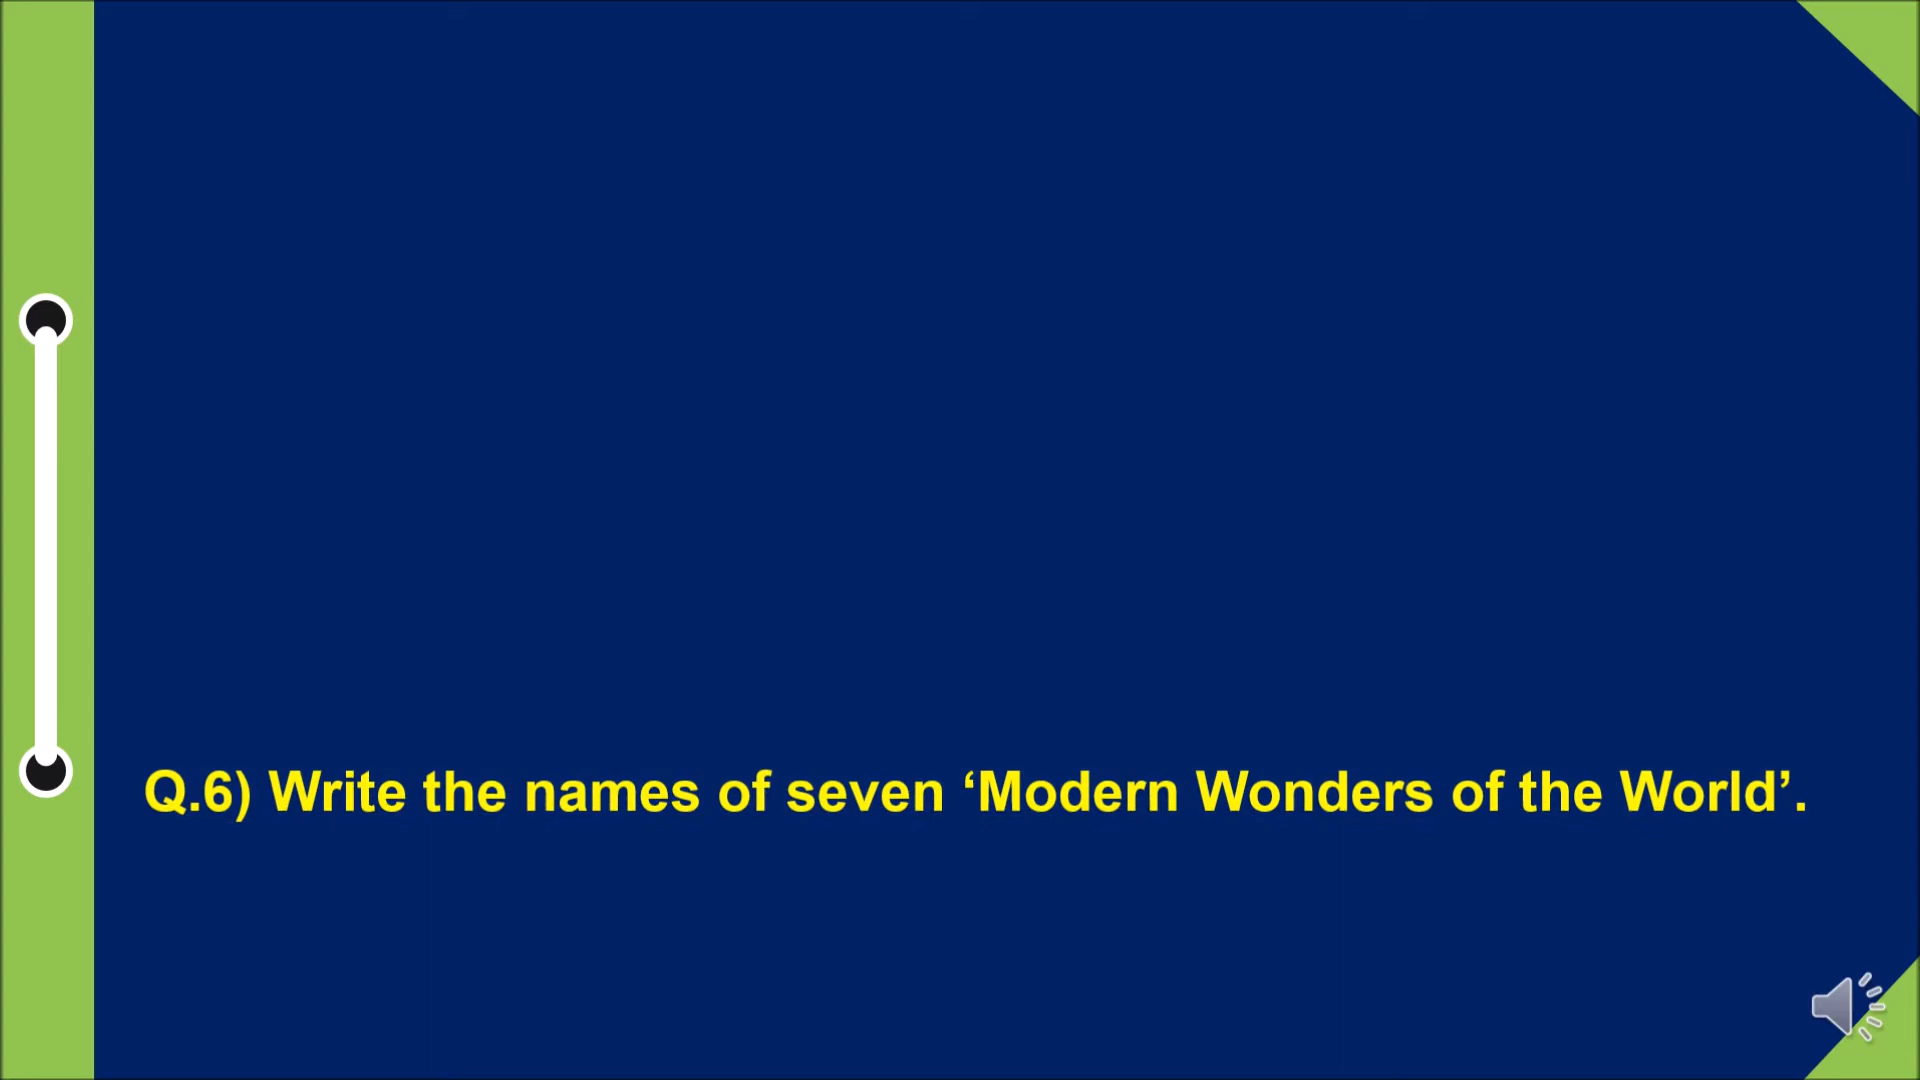 Q.6) Write the names of seven ‘Modern Wonders of the World’.